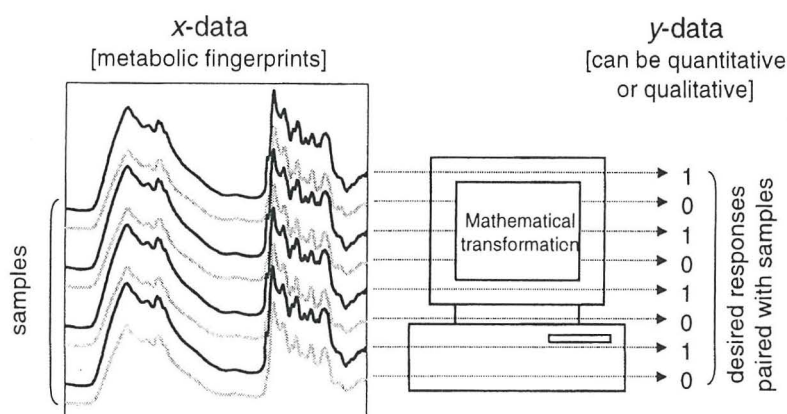 x-data
[metabolic fingerprints]
y-data
[can be quantitative
or qualitative]
samples
Mathematical
transformation
1
0
1
0
1
0
1
0
desired responses
paired with samples